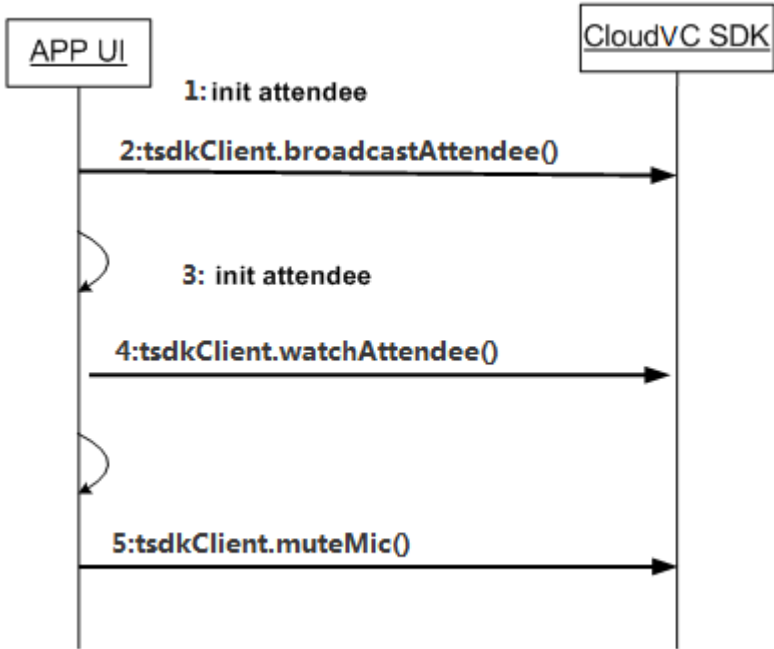 APP UI
CloudVC SDK
1: init attendee
2:tsdkClient.broadcastAttendee()
3: init attendee
4:tsdkClient.watchAttendee()
5:tsdkClient.muteMic()